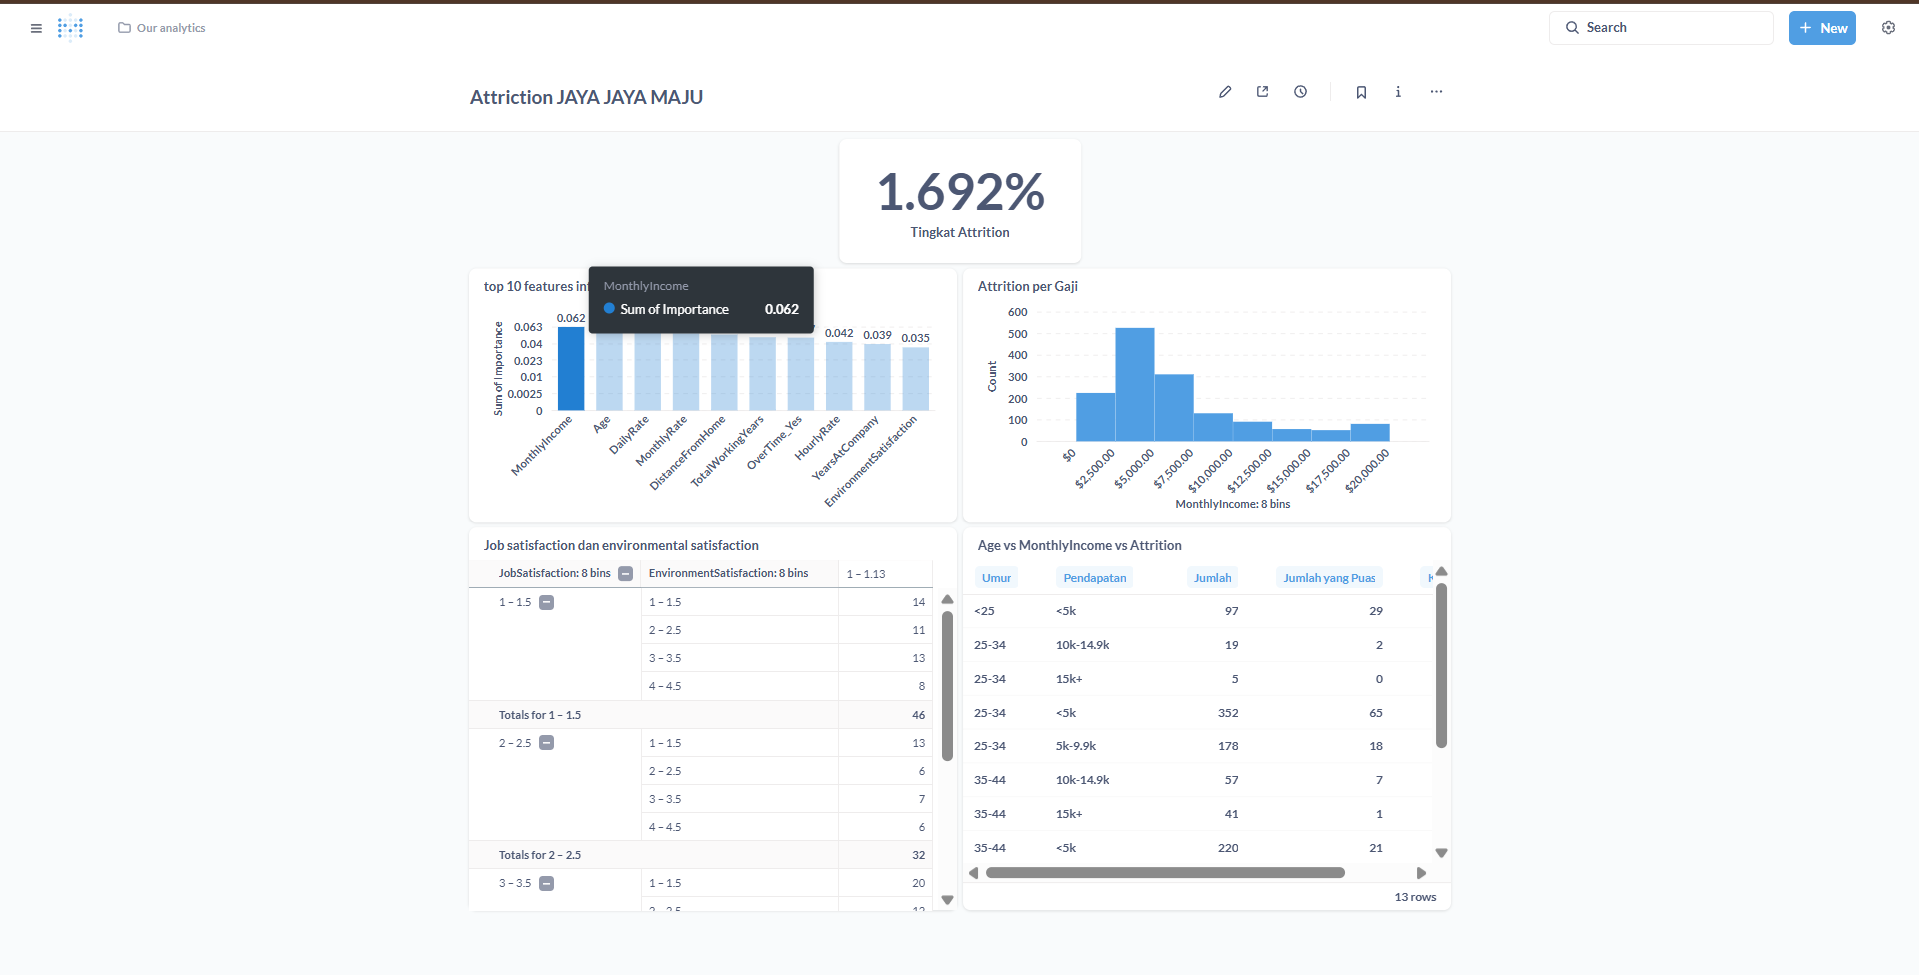 Our analytics
Search
New
Attriction JAYA JAYA MAJU
1.692%
Tingkat Attrition
top 10 features
MonthlyIncome
Sum of Importance 0.062
Sum of Importance
0.063
0.04
0.023
0.01
0.0025
0
0.062
0.042
0.039
0.035
MonthlyIncome
Age
DailyRate
MonthlyRate
DistanceFromHome
TotalWorkingYears
OverTime_Yes
HourlyRate
YearsAtCompany
EnvironmentSatisfaction
Attrition per Gaji
Count
600
500
400
300
200
100
0
$0
$2,500.00
$5,000.00
$7,500.00
$10,000.00
$12,500.00
$15,000.00
$17,500.00
$20,000.00
MonthlyIncome: 8 bins
Job satisfaction dan environmental satisfaction
JobSatisfaction: 8 bins EnvironmentSatisfaction: 8 bins 1 – 1.13
1 – 1.5 1 – 1.5 14
2 – 2.5 11
3 – 3.5 13
4 – 4.5 8
Totals for 1 – 1.5 46
2 – 2.5 1 – 1.5 13
2 – 2.5 6
3 – 3.5 7
4 – 4.5 6
Totals for 2 – 2.5 32
3 – 3.5 1 – 1.5 20
Age vs MonthlyIncome vs Attrition
Umur Pendapatan Jumlah Jumlah yang Puas
<25 <5k 97 29
25-34 10k-14.9k 19 2
25-34 15k+ 5 0
25-34 <5k 352 65
25-34 5k-9.9k 178 18
35-44 10k-14.9k 57 7
35-44 15k+ 41 1
35-44 <5k 220 21
13 rows